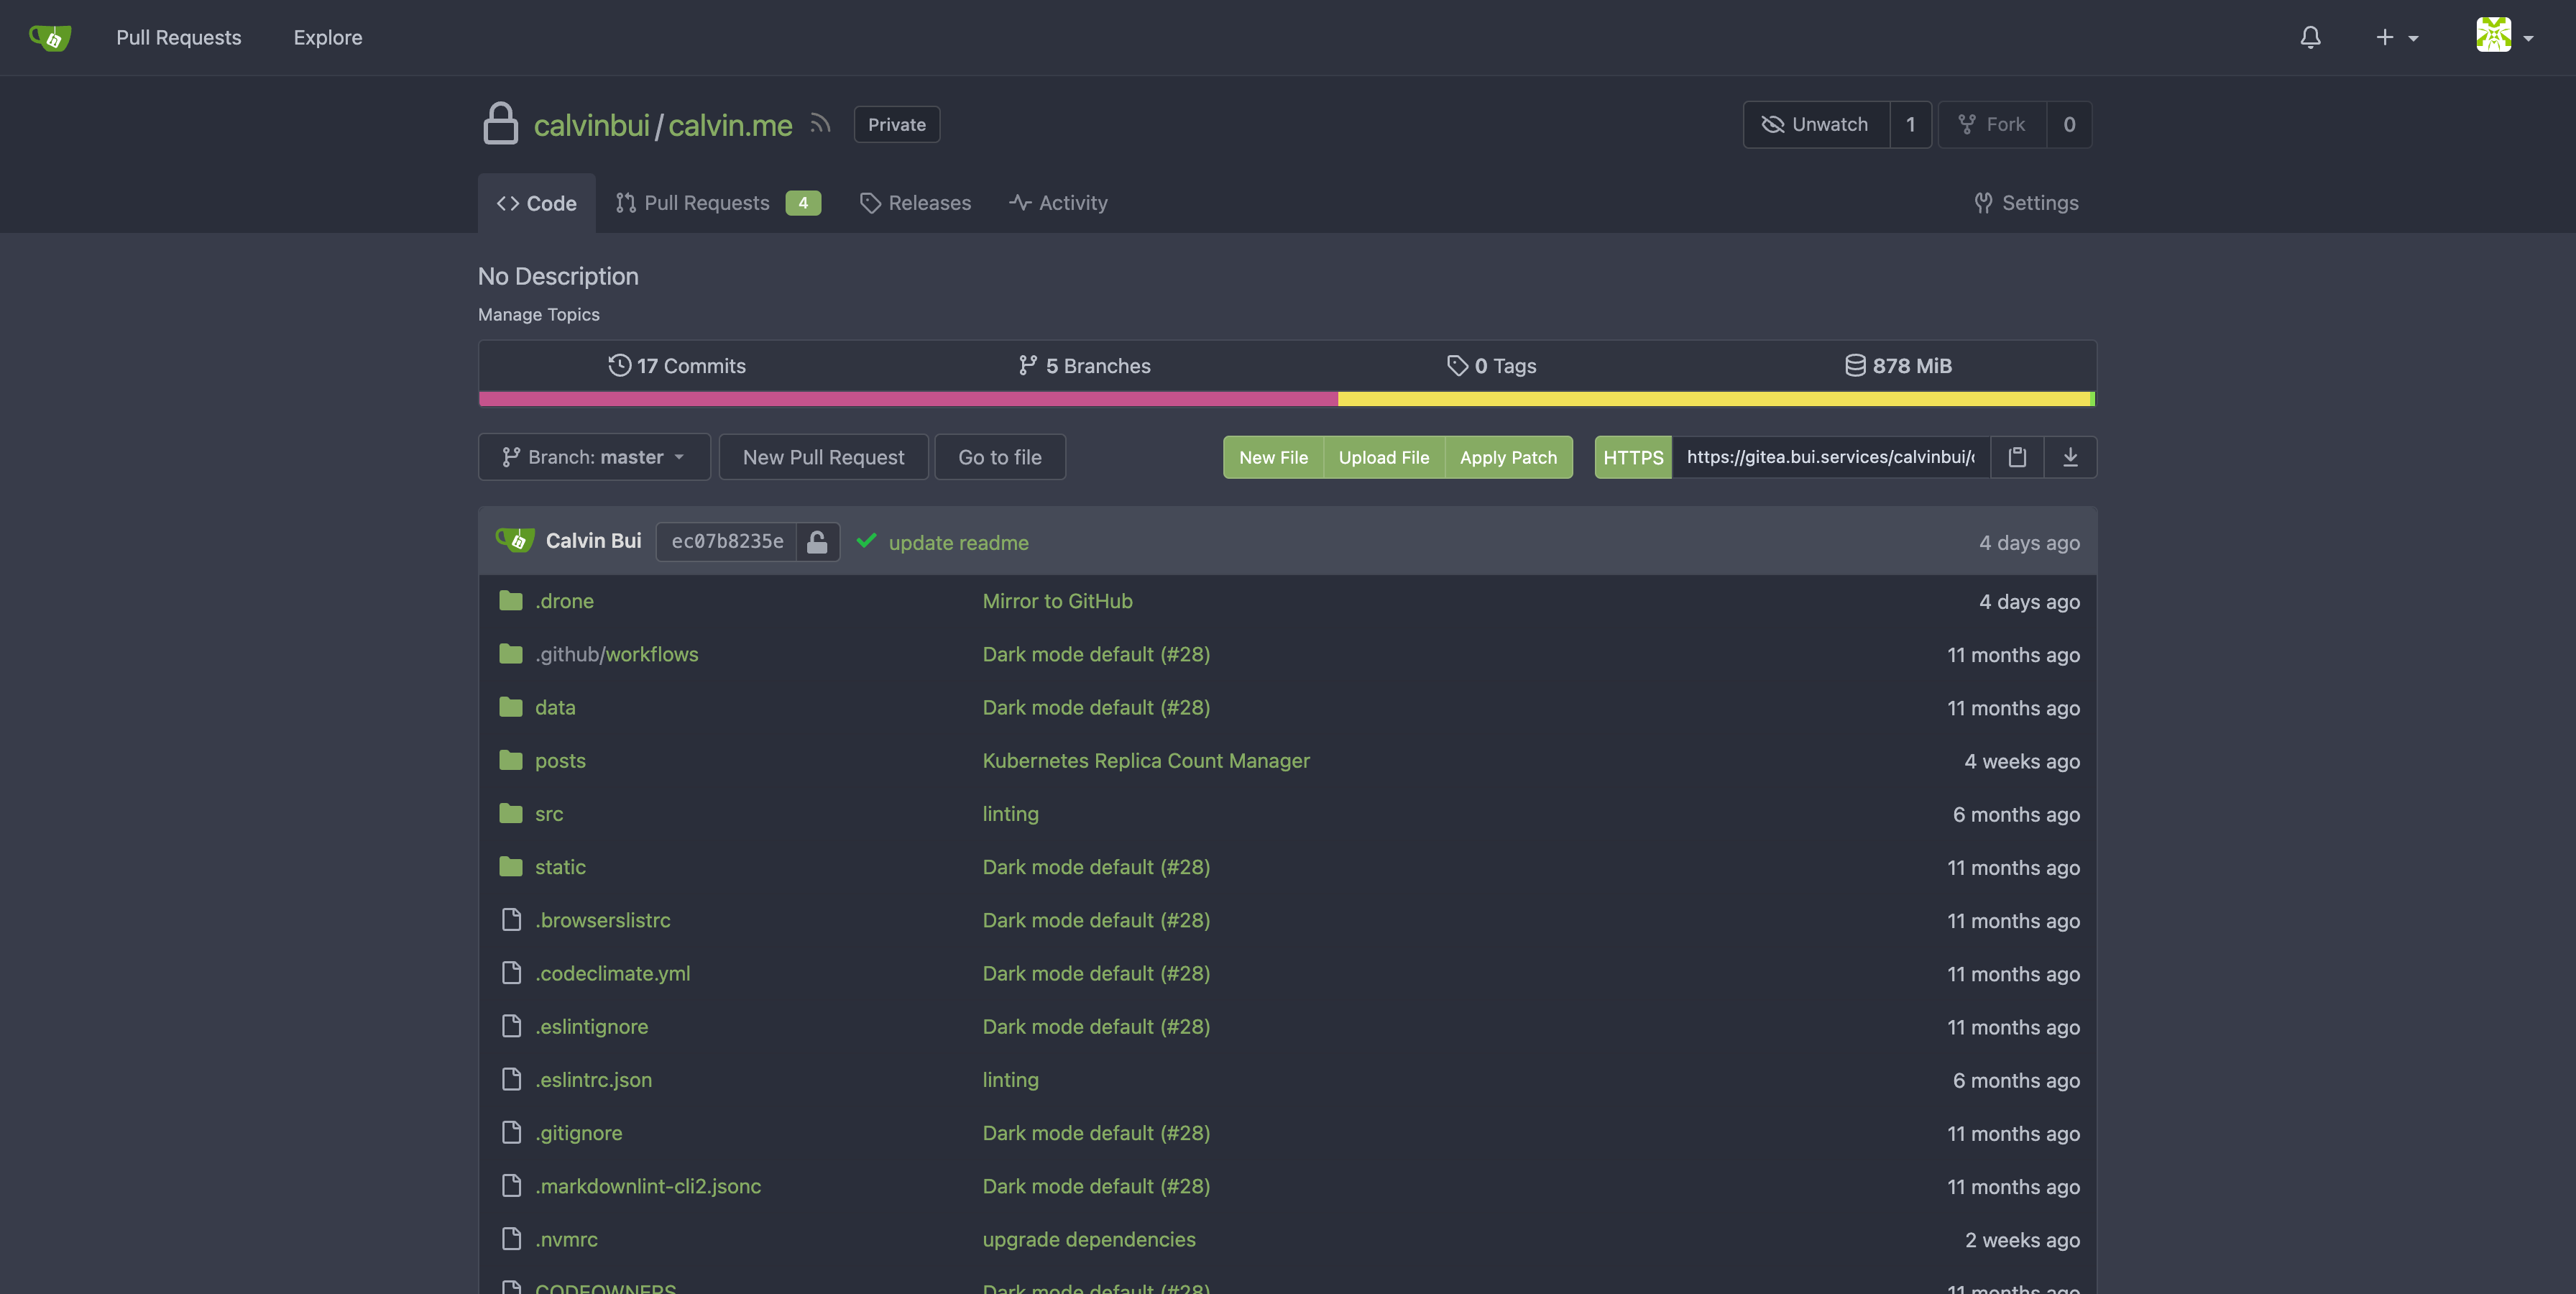 Pull Requests Explore
calvinbui / calvin.me Private Unwatch 1 Fork 0
Code Pull Requests 4 Releases Activity Settings
No Description
Manage Topics
17 Commits 5 Branches 0 Tags 878 MiB
Branch: master New Pull Request Go to file New File Upload File Apply Patch HTTPS https://gitea.bui.services/calvinbui/
Calvin Bui ec07b8235e update readme 4 days ago
.drone Mirror to GitHub 4 days ago
.github/workflows Dark mode default (#28) 11 months ago
data Dark mode default (#28) 11 months ago
posts Kubernetes Replica Count Manager 4 weeks ago
src linting 6 months ago
static Dark mode default (#28) 11 months ago
.browserslistrc Dark mode default (#28) 11 months ago
.codeclimate.yml Dark mode default (#28) 11 months ago
.eslintignore Dark mode default (#28) 11 months ago
.eslintrc.json linting 6 months ago
.gitignore Dark mode default (#28) 11 months ago
.markdownlint-cli2.jsonc Dark mode default (#28) 11 months ago
.nvmrc upgrade dependencies 2 weeks ago
CODEOWNERS Dark mode default (#28) 11 months ago